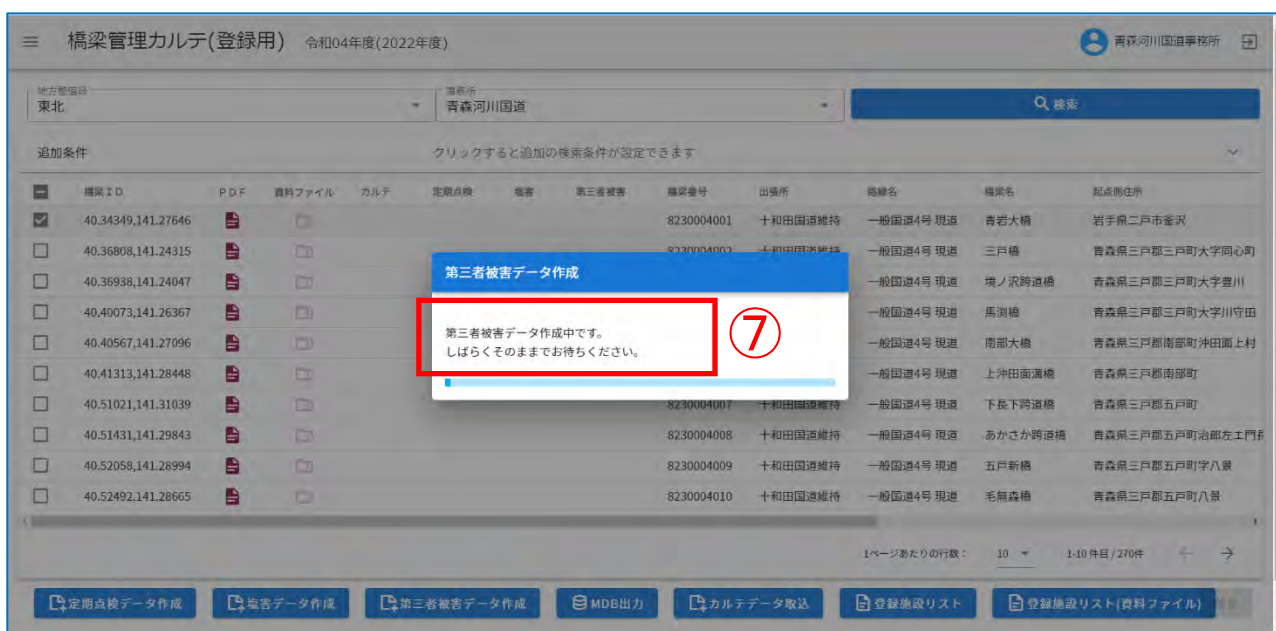 橋梁管理カルテ(登録用) 令和04年度(2022年度) 青森河川国道事務所
地方整備局 事務所
東北 青森河川国道 検索
追加条件 クリックすると追加の検索条件が設定できます
橋梁ID PDF 資料ファイル カルテ 定期点検 塩害 第三者被害 橋梁番号 出張所 路線名 橋梁名 起点側住所
40.34349,141.27646 8230004001 十和田国道維持 一般国道4号 現道 青岩大橋 岩手県二戸市釜沢
40.36808,141.24315 8230004002 十和田国道維持 一般国道4号 現道 三戸橋 青森県三戸郡三戸町大字同心町
40.36938,141.24047 一般国道4号 現道 境ノ沢跨道橋 青森県三戸郡三戸町大字豊川
40.40073,141.26367 一般国道4号 現道 馬渕橋 青森県三戸郡三戸町大字川守田
40.40567,141.27096 一般国道4号 現道 南部大橋 青森県三戸郡南部町沖田面上村
40.41313,141.28448 一般国道4号 現道 上沖田面溝橋 青森県三戸郡南部町
40.51021,141.31039 8230004007 十和田国道維持 一般国道4号 現道 下長下跨道橋 青森県三戸郡五戸町
40.51431,141.29843 8230004008 十和田国道維持 一般国道4号 現道 あかさか跨道橋 青森県三戸郡五戸町治郎左エ門長
40.52058,141.28994 8230004009 十和田国道維持 一般国道4号 現道 五戸新橋 青森県三戸郡五戸町字八景
40.52492,141.28665 8230004010 十和田国道維持 一般国道4号 現道 毛無森橋 青森県三戸郡五戸町八景
第三者被害データ作成
第三者被害データ作成中です。
しばらくそのままでお待ちください。
⑦
1ページあたりの行数： 10 1-10 件目 / 270件
定期点検データ作成 塩害データ作成 第三者被害データ作成 MDB出力 カルテデータ取込 登録施設リスト 登録施設リスト(資料ファイル)